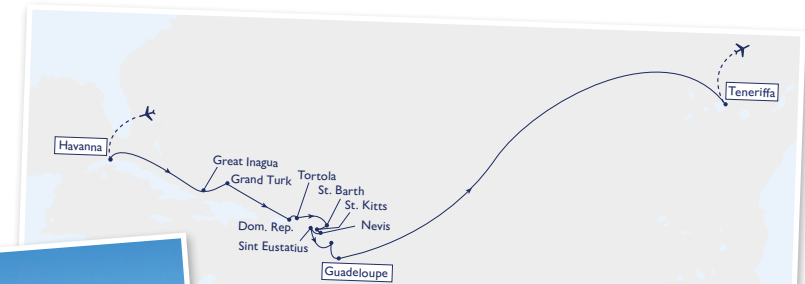 Teneriffa
Havanna
Great Inagua
Grand Turk
Tortola
St. Barth
St. Kitts
Dom. Rep.
Nevis
Sint Eustatius
Guadeloupe